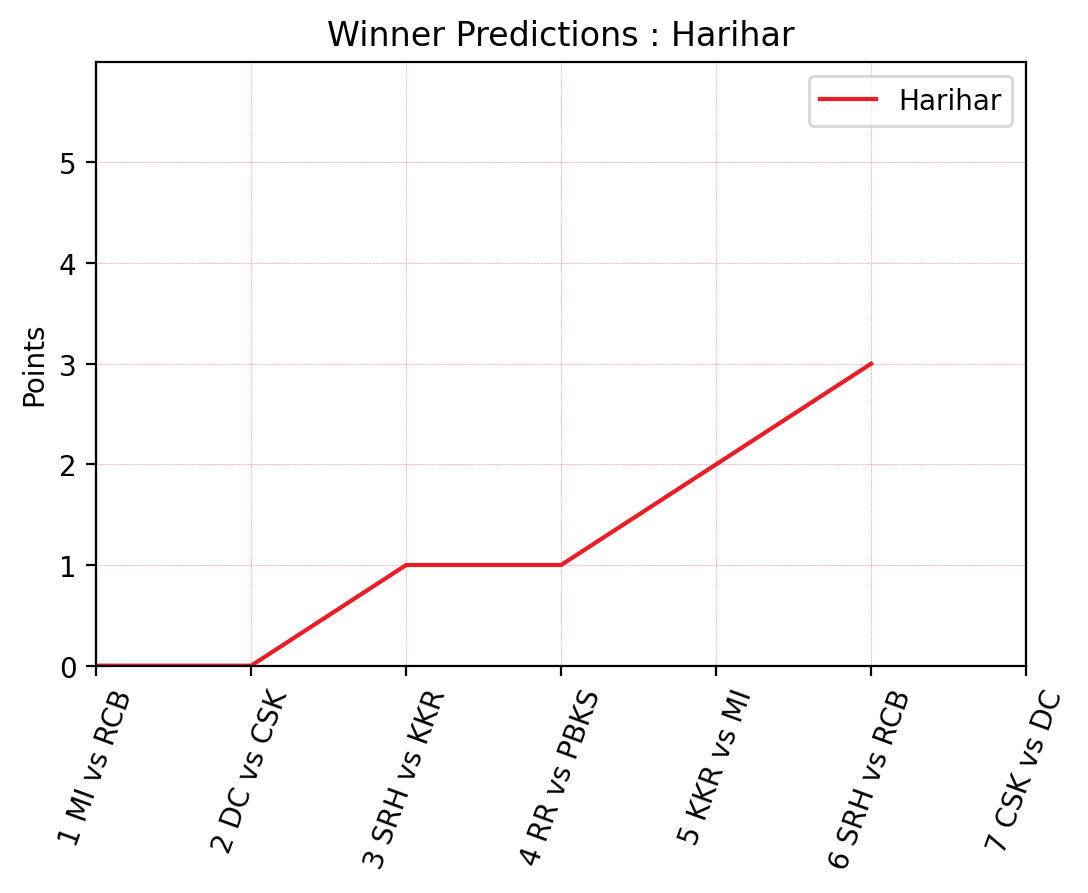 Winner Predictions : Harihar
Harihar
Points
5
4
3
2
1
0
1 MI vs RCB
2 DC vs CSK
3 SRH vs KKR
4 RR vs PBKS
5 KKR vs MI
6 SRH vs RCB
7 CSK vs DC